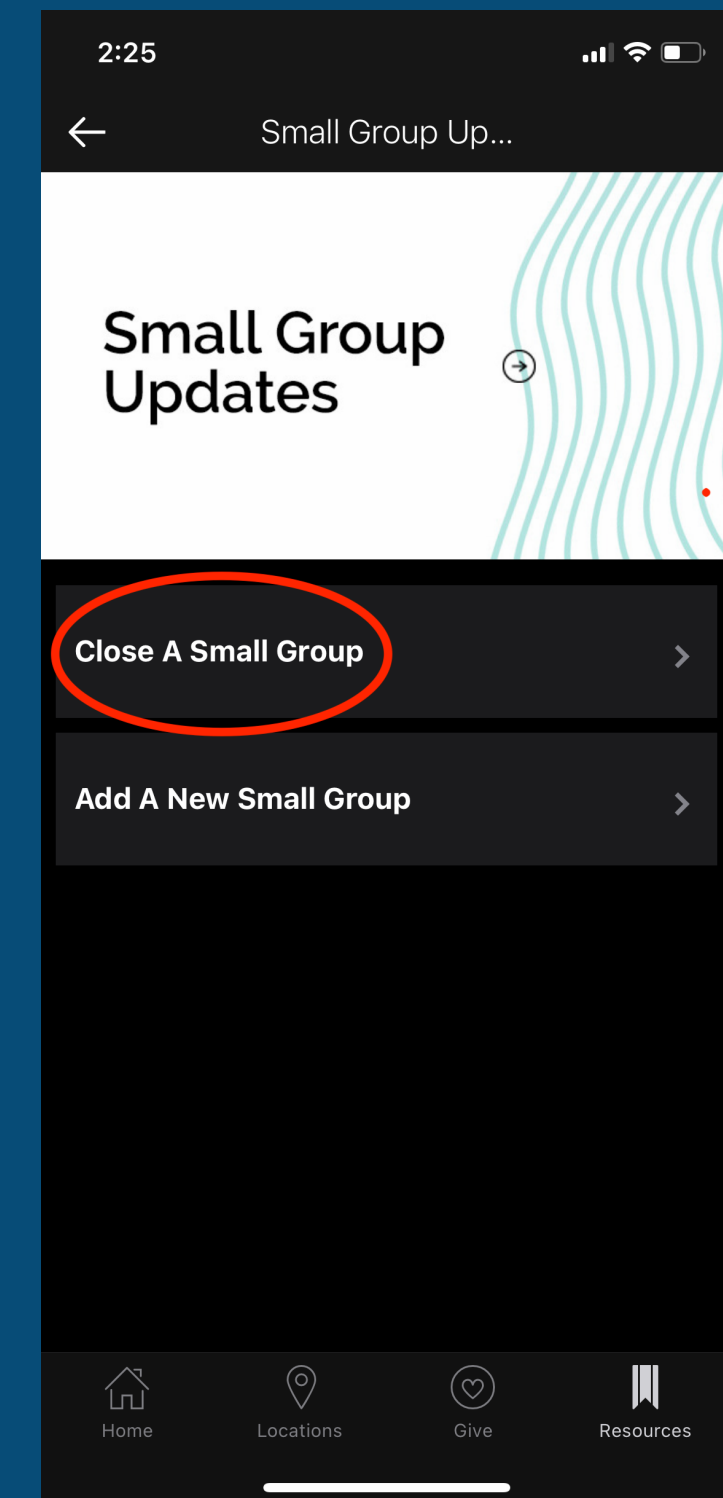 2:25
Small Group Up...
Small Group
Updates
Close A Small Group
Add A New Small Group
Home
Locations
Give
Resources